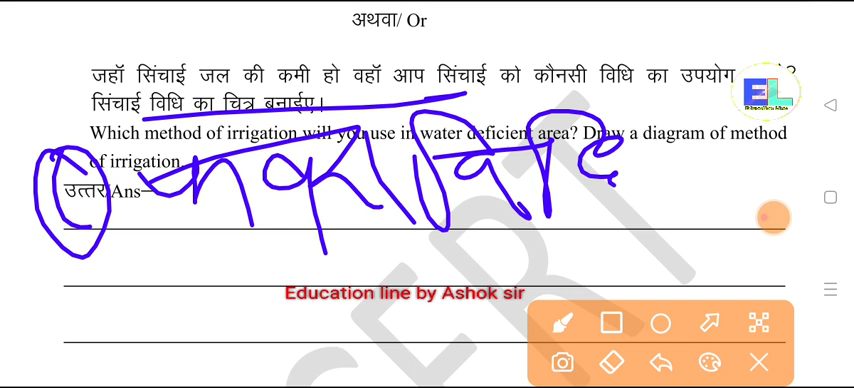 अथवा/ Or
जहाँ सिंचाई जल की कमी हो वहाँ आप सिंचाई को कौनसी विधि का उपयोग
सिंचाई विधि का चित्र बनाईए।
Which method of irrigation will you use in water deficient area? Draw a diagram of method
of irrigation.
उत्तर/Ans–
विधि
Education line by Ashok sir
EL